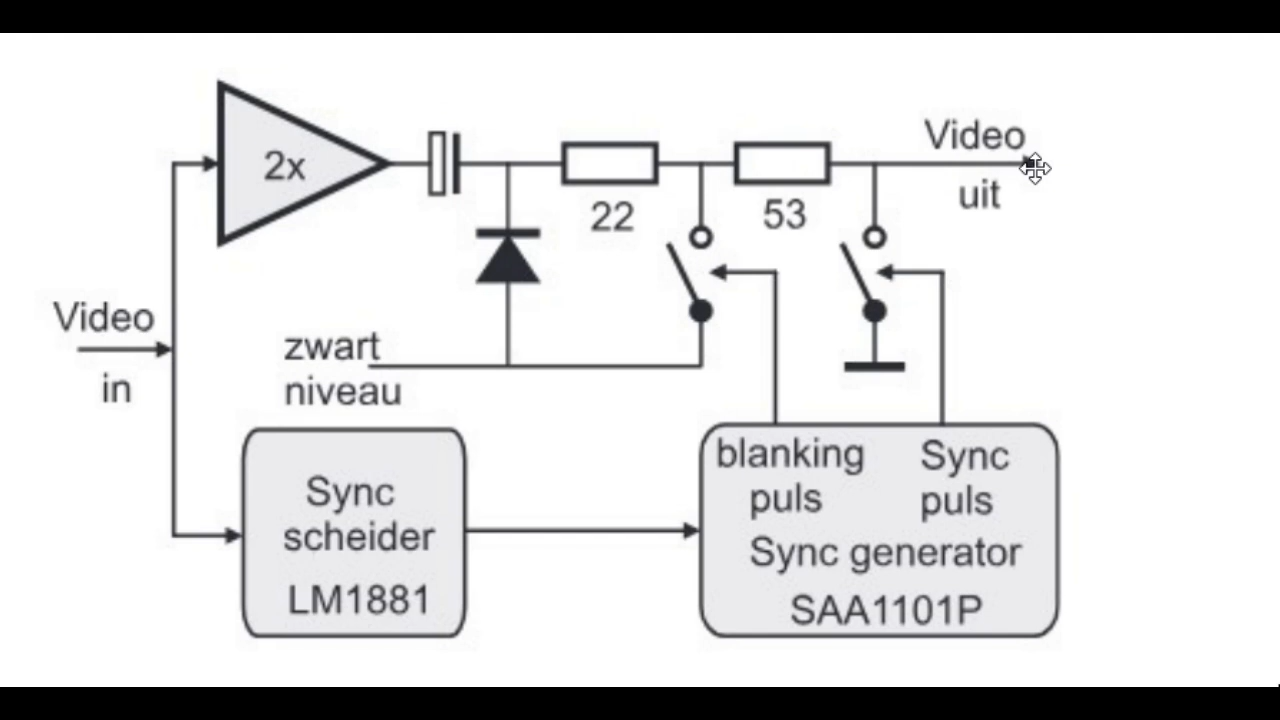 2x
Video
uit
22
53
Video
in
zwart
niveau
Sync
scheider
LM1881
blanking
puls
Sync
puls
Sync generator
SAA1101P